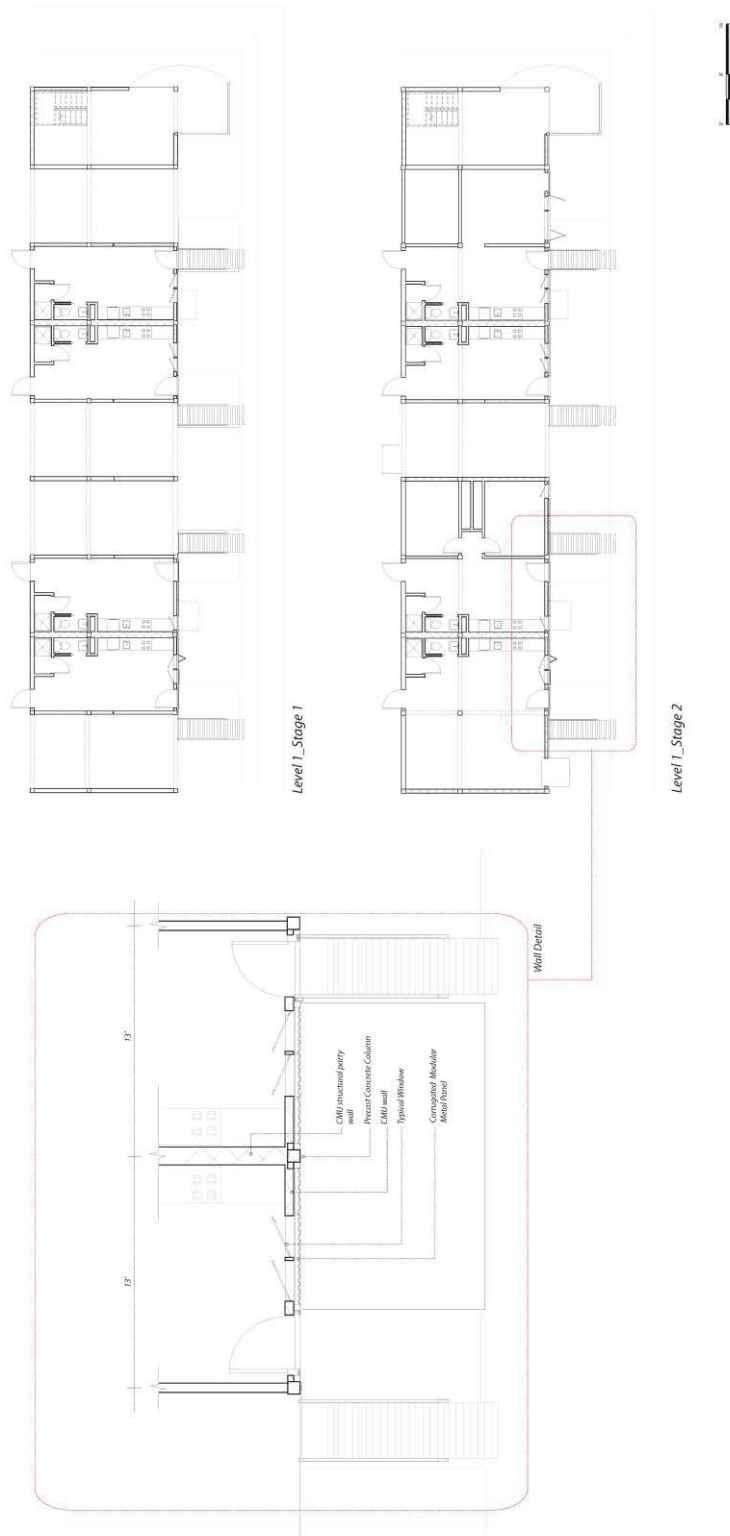 Level 1_Stage 1
Level 1_Stage 2
Wall Detail
13'
13'
CMU structural party
wall
Precast Concrete Column
CMU wall
Typical Window
Corrugated Modular
Metal Panel